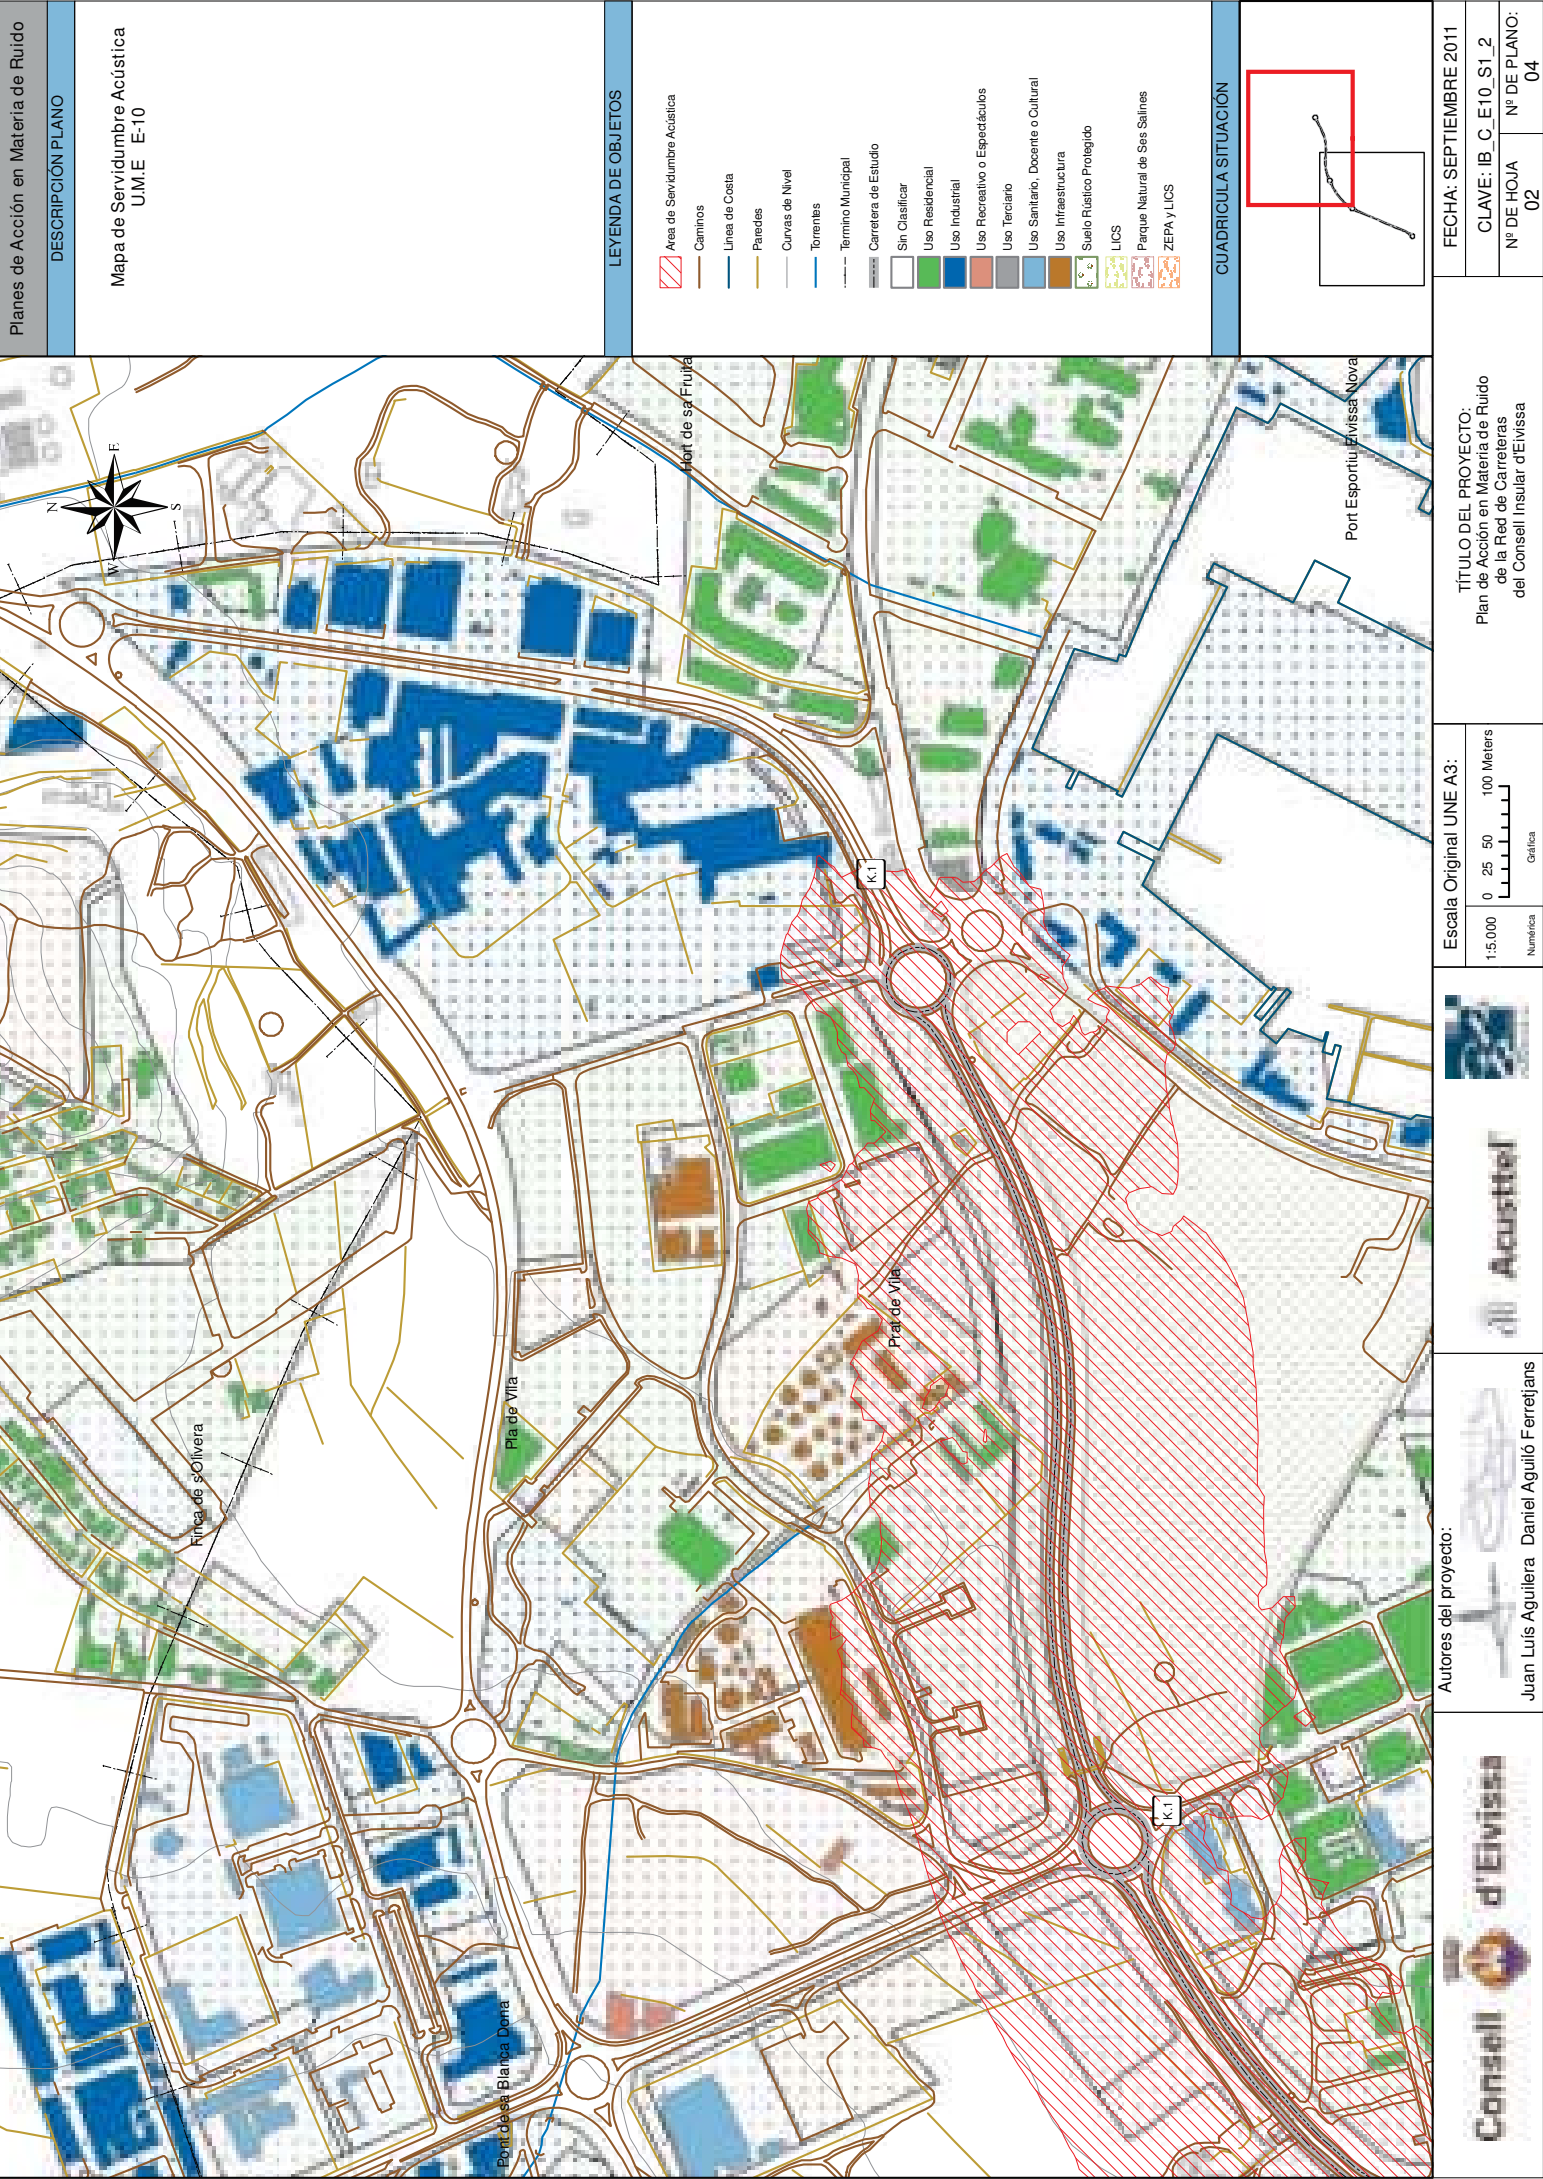 Planes de Acción en Materia de Ruido
DESCRIPCIÓN PLANO
Mapa de Servidumbre Acústica
U.M.E E-10
LEYENDA DE OBJETOS
Area de Servidumbre Acústica
Caminos
Linea de Costa
Paredes
Curvas de Nivel
Torrentes
Termino Municipal
Carretera de Estudio
Sin Clasificar
Uso Residencial
Uso Industrial
Uso Recreativo o Espectáculos
Uso Terciario
Uso Sanitario, Docente o Cultural
Uso Infraestructura
Suelo Rústico Protegido
LICS
Parque Natural de Ses Salines
ZEPA y LICS
CUADRICULA SITUACIÓN
N
E
S
W
Hort de sa Fruita
Port Esportiu Eivissa Nova
K.1
Prat de Vila
Pla de Vila
Finca de s'Olivera
K.1
Pont de sa Blanca Dona
Consell d'Eivissa
Autores del proyecto:
Juan Luís Aguilera Daniel Aguiló Ferretjans
Acusttel
Escala Original UNE A3:
1:5.000
0 25 50 100 Meters
Numérica
Gráfica
TÍTULO DEL PROYECTO:
Plan de Acción en Materia de Ruido
de la Red de Carreteras
del Consell Insular d'Eivissa
FECHA: SEPTIEMBRE 2011
CLAVE: IB_C_E10_S1_2
Nº DE HOJA
02
Nº DE PLANO:
04